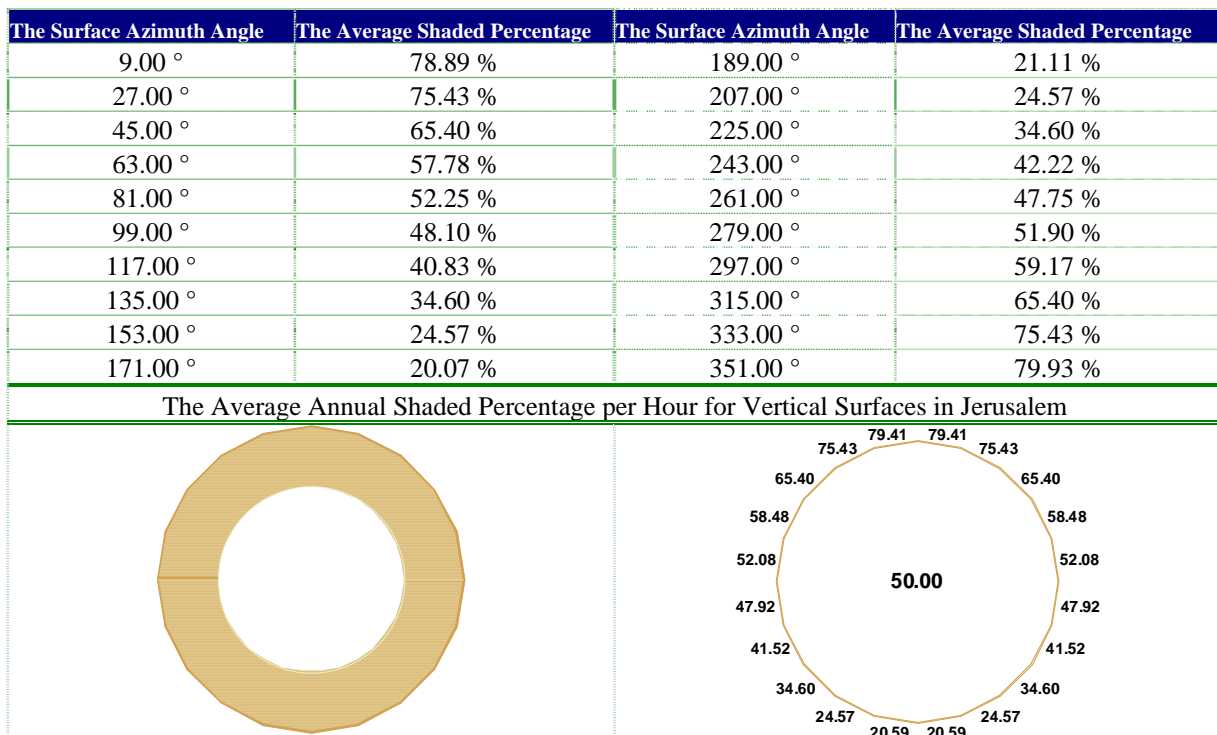 The Surface Azimuth Angle The Average Shaded Percentage The Surface Azimuth Angle The Average Shaded Percentage
9.00 ° 78.89 % 189.00 ° 21.11 %
27.00 ° 75.43 % 207.00 ° 24.57 %
45.00 ° 65.40 % 225.00 ° 34.60 %
63.00 ° 57.78 % 243.00 ° 42.22 %
81.00 ° 52.25 % 261.00 ° 47.75 %
99.00 ° 48.10 % 279.00 ° 51.90 %
117.00 ° 40.83 % 297.00 ° 59.17 %
135.00 ° 34.60 % 315.00 ° 65.40 %
153.00 ° 24.57 % 333.00 ° 75.43 %
171.00 ° 20.07 % 351.00 ° 79.93 %
The Average Annual Shaded Percentage per Hour for Vertical Surfaces in Jerusalem
79.41 79.41
75.43 75.43
65.40 65.40
58.48 58.48
52.08 52.08
50.00
47.92 47.92
41.52 41.52
34.60 34.60
24.57 24.57
20.59 20.59